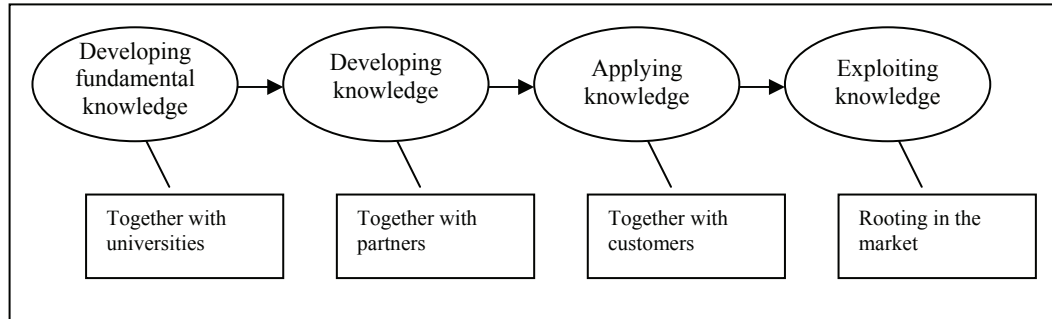 Developing
fundamental
knowledge
Developing
knowledge
Applying
knowledge
Exploiting
knowledge
Together with
universities
Together with
partners
Together with
customers
Rooting in the
market